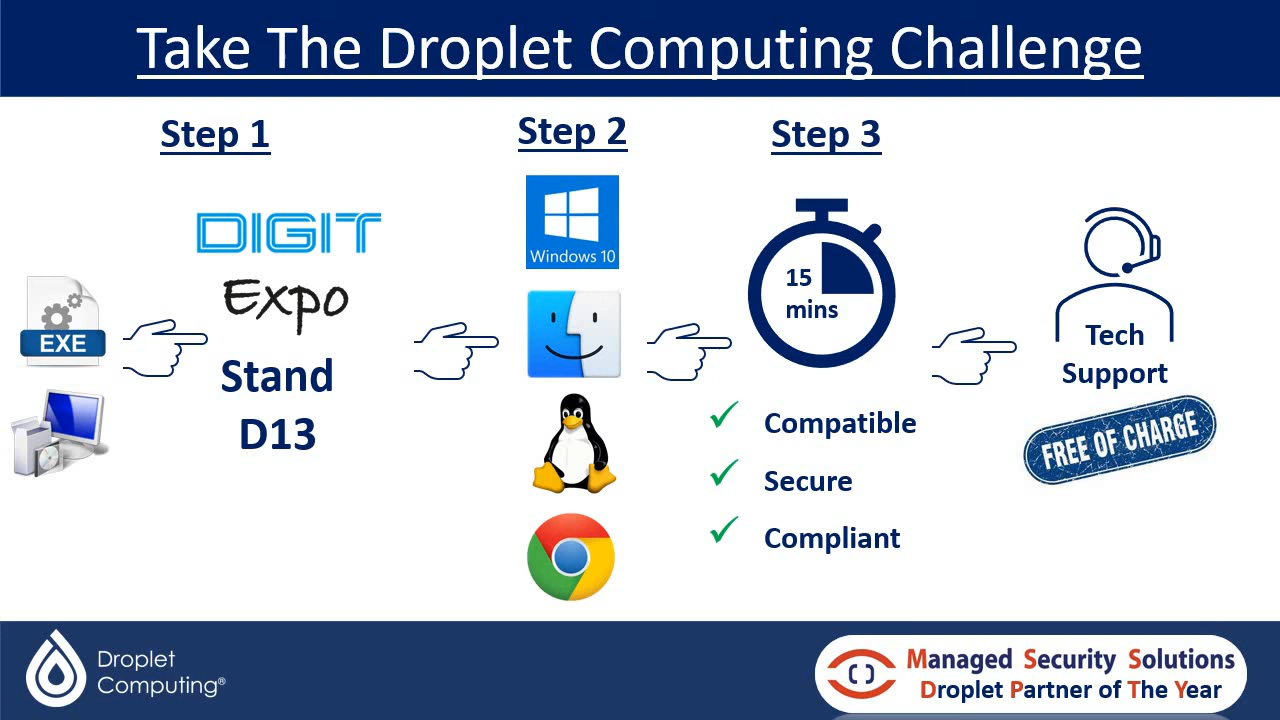 Take The Droplet Computing Challenge
Step 1
EXE
DIGIT
Expo
Stand
D13
Step 2
Windows 10
Step 3
15
mins
Compatible
Secure
Compliant
Tech
Support
FREE OF CHARGE
Droplet
Computing®
Managed Security Solutions
Droplet Partner of The Year